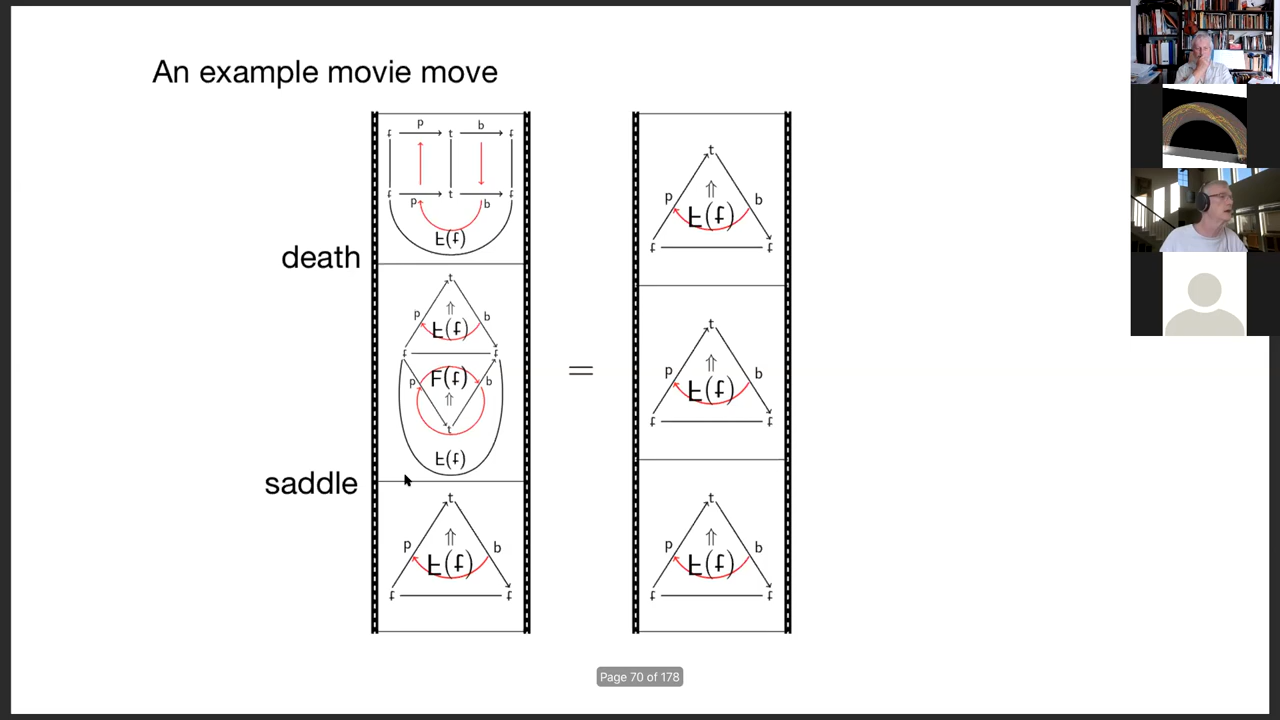 An example movie move
p b
ꞙ t ꞙ
ꞙ t ꞙ
p b
Ⱶ(ꞙ)
death
t
p b
Ⱶ(ꞙ)
ꞙ ꞙ
F(ꞙ)
p b
t
Ⱶ(ꞙ)
saddle
t
p b
Ⱶ(ꞙ)
ꞙ ꞙ
=
t
p b
Ⱶ(ꞙ)
ꞙ ꞙ
t
p b
Ⱶ(ꞙ)
ꞙ ꞙ
t
p b
Ⱶ(ꞙ)
ꞙ ꞙ
Page 70 of 178